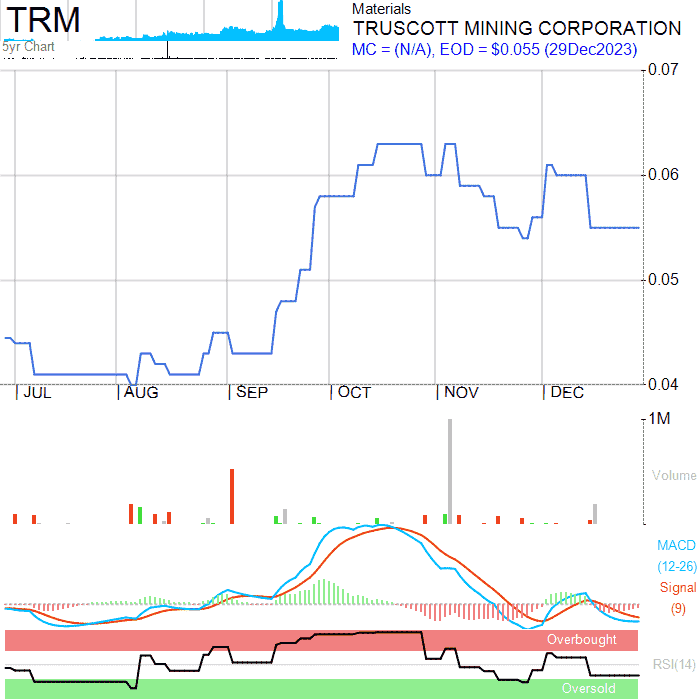 TRM
5yr Chart
Materials
TRUSCOTT MINING CORPORATION
MC = (N/A), EOD = $0.055 (29Dec2023)
0.07
0.06
0.05
0.04
JUL AUG SEP OCT NOV DEC
1M
Volume
MACD
(12-26)
Signal
(9)
Overbought
RSI(14)
Oversold